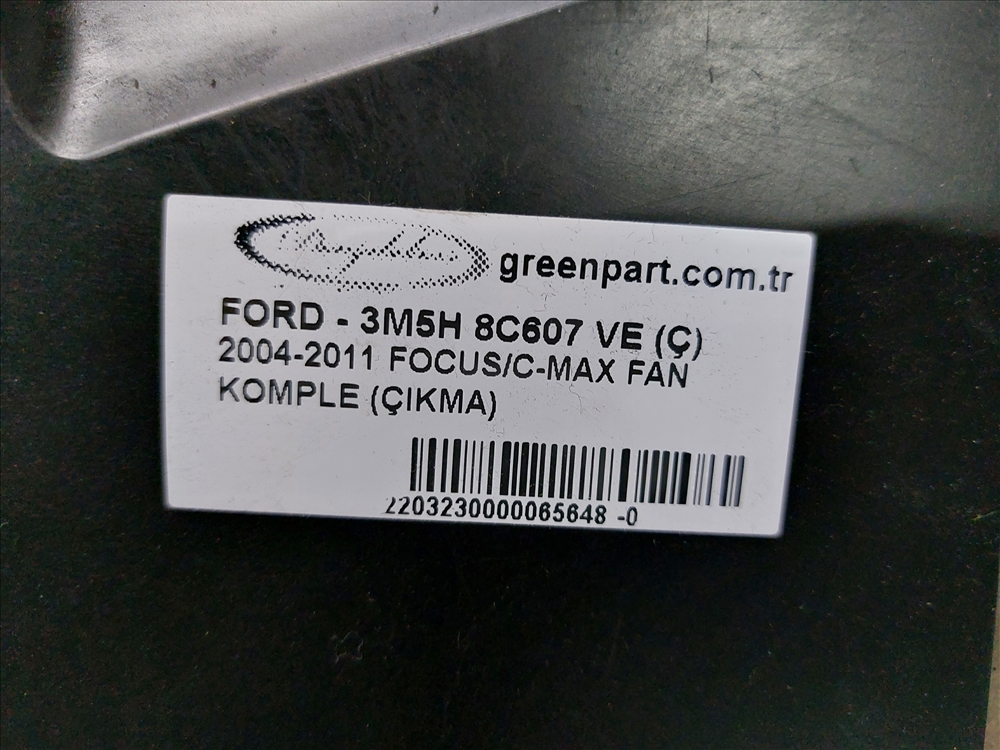 greenpart.com.tr
FORD - 3M5H 8C607 VE (Ç)
2004-2011 FOCUS/C-MAX FAN
KOMPLE (ÇIKMA)
2203230000065648 -0